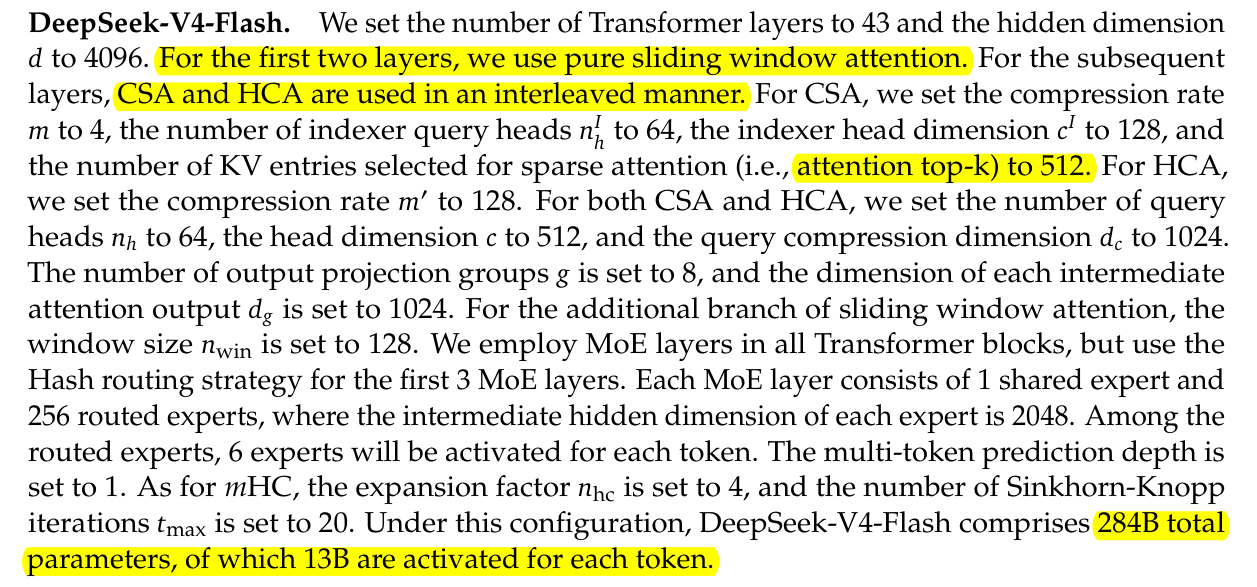 DeepSeek-V4-Flash. We set the number of Transformer layers to 43 and the hidden dimension
d to 4096. For the first two layers, we use pure sliding window attention. For the subsequent
layers, CSA and HCA are used in an interleaved manner. For CSA, we set the compression rate
m to 4, the number of indexer query heads n_h^I to 64, the indexer head dimension c^I to 128, and
the number of KV entries selected for sparse attention (i.e., attention top-k) to 512. For HCA,
we set the compression rate m′ to 128. For both CSA and HCA, we set the number of query
heads n_h to 64, the head dimension c to 512, and the query compression dimension d_c to 1024.
The number of output projection groups g is set to 8, and the dimension of each intermediate
attention output d_g is set to 1024. For the additional branch of sliding window attention, the
window size n_win is set to 128. We employ MoE layers in all Transformer blocks, but use the
Hash routing strategy for the first 3 MoE layers. Each MoE layer consists of 1 shared expert and
256 routed experts, where the intermediate hidden dimension of each expert is 2048. Among the
routed experts, 6 experts will be activated for each token. The multi-token prediction depth is
set to 1. As for mHC, the expansion factor n_hc is set to 4, and the number of Sinkhorn-Knopp
iterations t_max is set to 20. Under this configuration, DeepSeek-V4-Flash comprises 284B total
parameters, of which 13B are activated for each token.